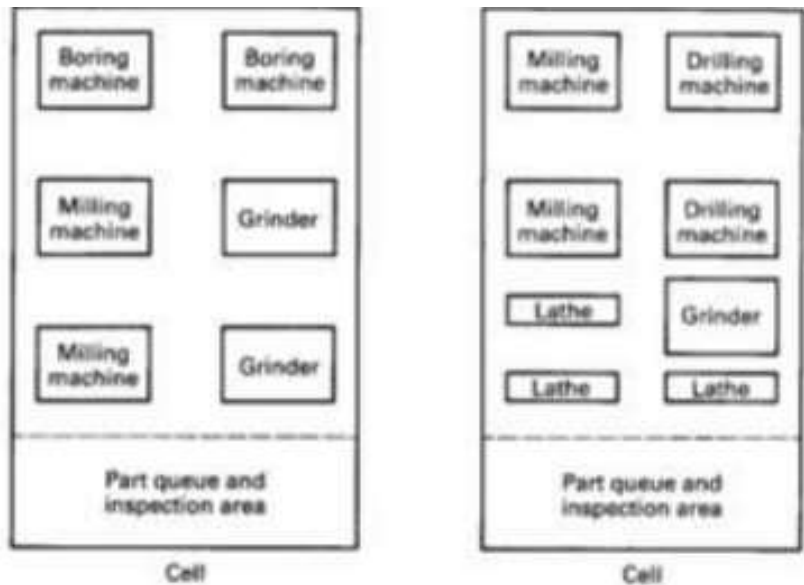 Boring
machine
Boring
machine
Milling
machine
Grinder
Milling
machine
Grinder
Part queue and
inspection area
Cell
Milling
machine
Drilling
machine
Milling
machine
Drilling
machine
Lathe
Grinder
Lathe
Lathe
Part queue and
inspection area
Cell